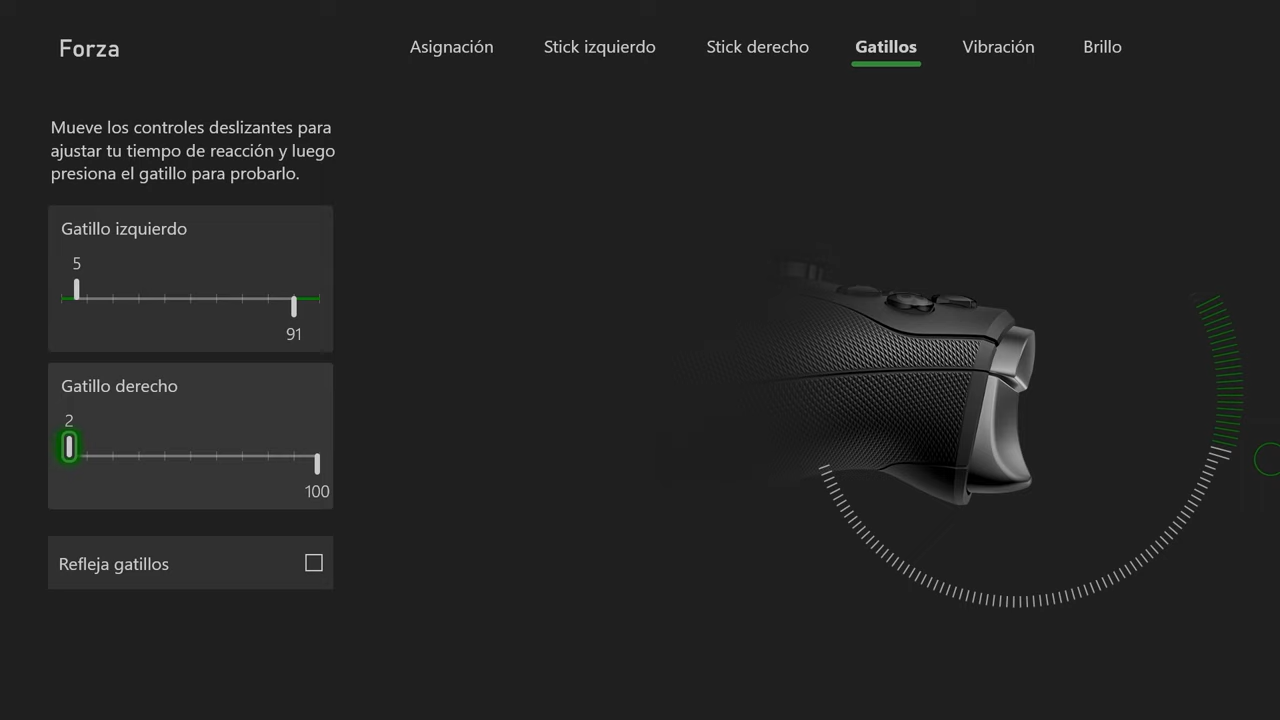 Forza
Asignación
Stick izquierdo
Stick derecho
Gatillos
Vibración
Brillo
Mueve los controles deslizantes para
ajustar tu tiempo de reacción y luego
presiona el gatillo para probarlo.
Gatillo izquierdo
5
91
Gatillo derecho
2
100
Refleja gatillos